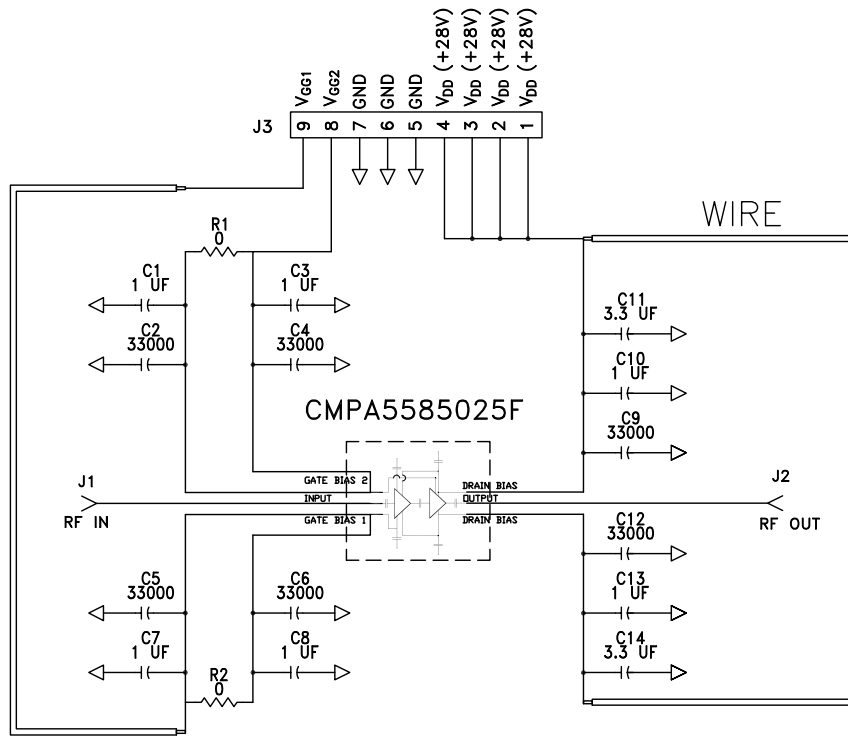 VGG1
VGG2
GND
GND
GND
VDD (+28V)
VDD (+28V)
VDD (+28V)
VDD (+28V)
J3
9 8 7 6 5 4 3 2 1
WIRE
R1
0
C1
1 UF
C3
1 UF
C2
33000
C4
33000
C11
3.3 UF
C10
1 UF
C9
33000
CMPA5585025F
J1
RF IN
GATE BIAS 2
INPUT
GATE BIAS 1
DRAIN BIAS
OUTPUT
DRAIN BIAS
J2
RF OUT
C12
33000
C5
33000
C6
33000
C13
1 UF
C7
1 UF
C8
1 UF
C14
3.3 UF
R2
0